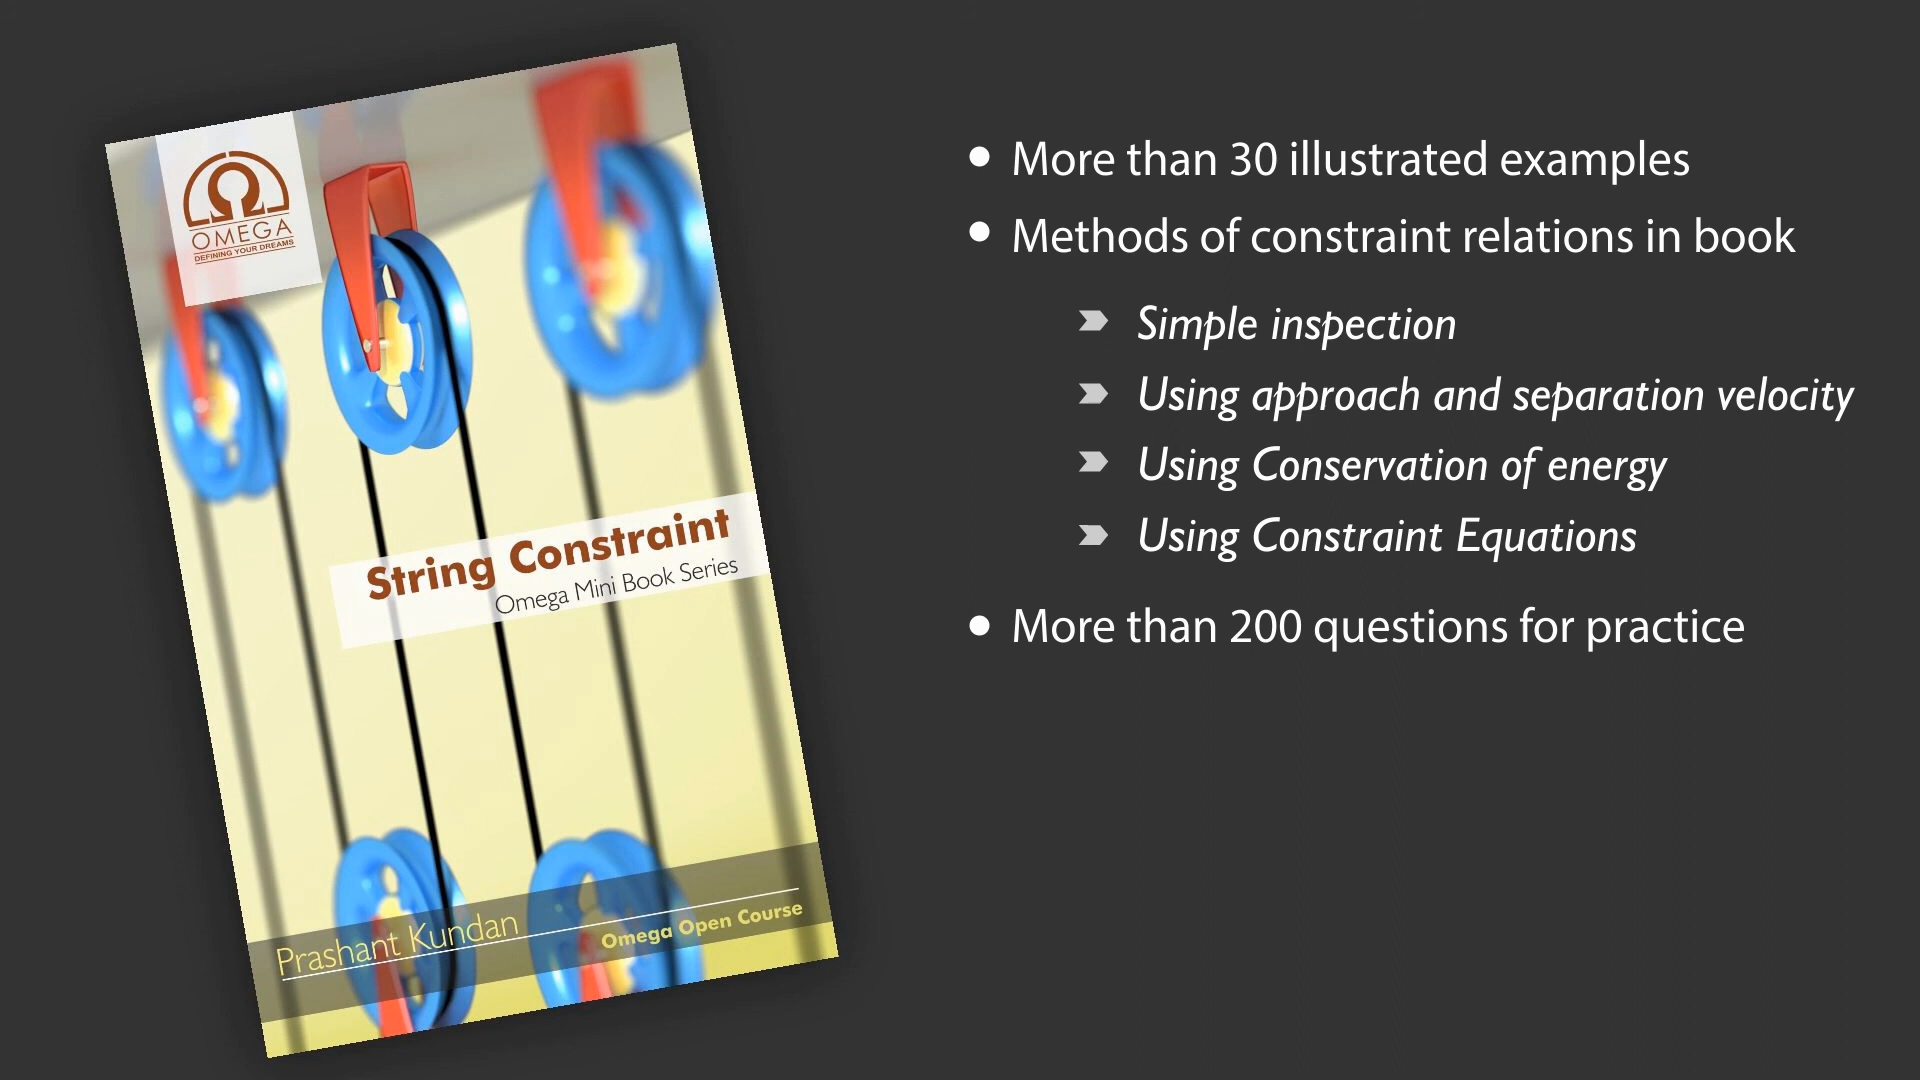 OMEGA
DEFINING YOUR DREAMS
String Constraint
Omega Mini Book Series
Prashant Kundan
Omega Open Course
• More than 30 illustrated examples
• Methods of constraint relations in book
Simple inspection
Using approach and separation velocity
Using Conservation of energy
Using Constraint Equations
• More than 200 questions for practice